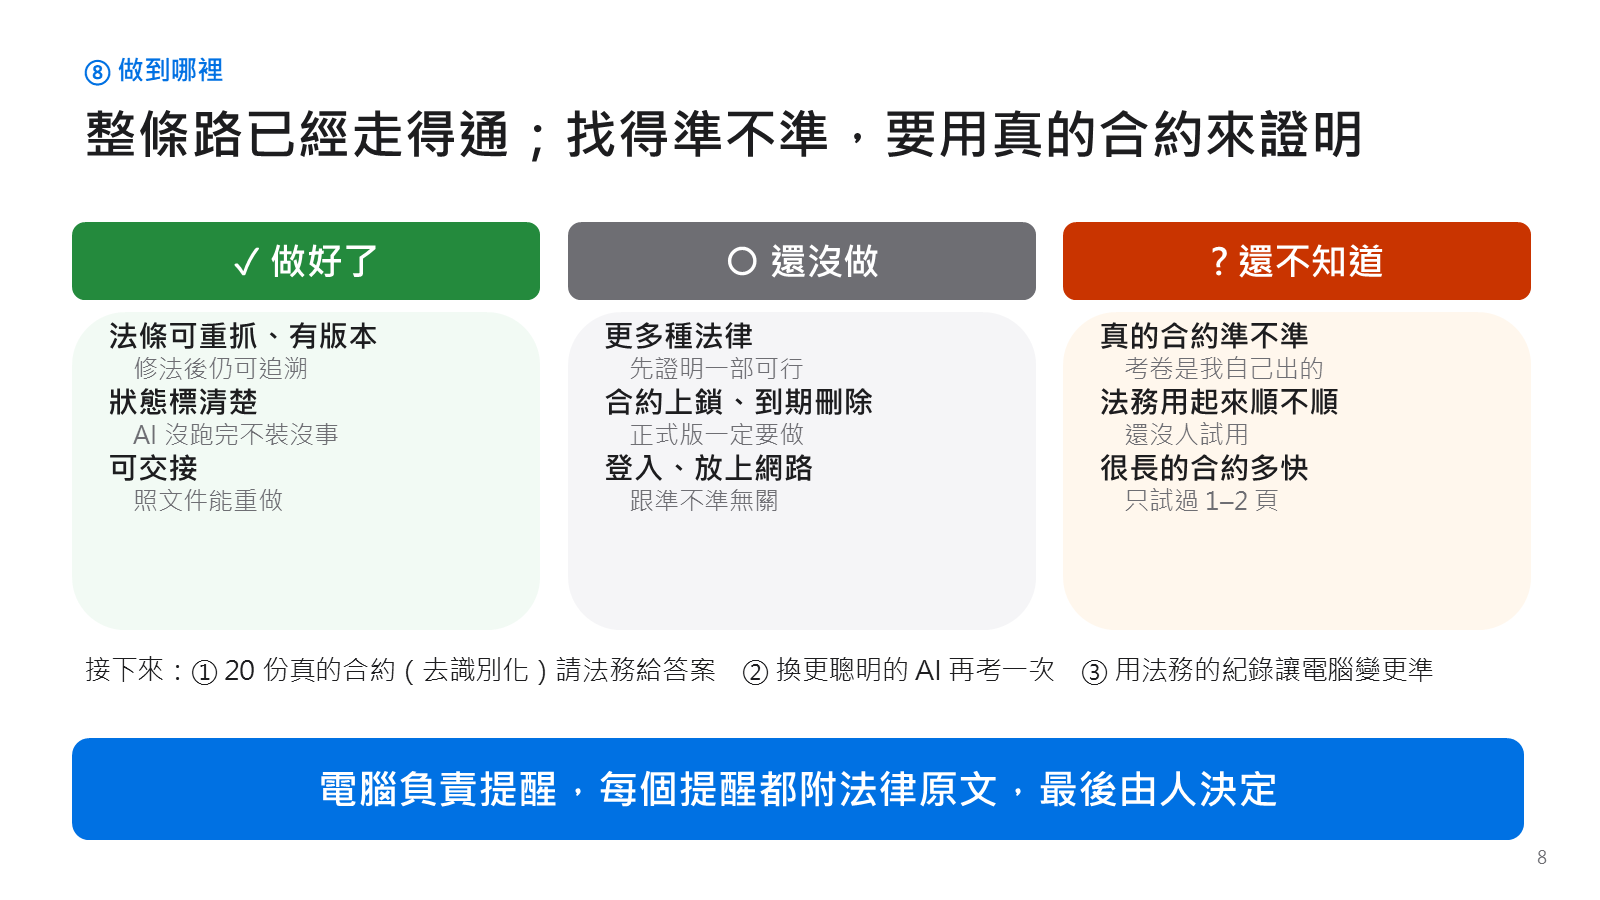 ⑧ 做到哪裡
整條路已經走得通；找得準不準，要用真的合約來證明
✓ 做好了
法條可重抓、有版本
修法後仍可追溯
狀態標清楚
AI 沒跑完不裝沒事
可交接
照文件能重做
○ 還沒做
更多種法律
先證明一部可行
合約上鎖、到期刪除
正式版一定要做
登入、放上網路
跟準不準無關
? 還不知道
真的合約準不準
考卷是我自己出的
法務用起來順不順
還沒人試用
很長的合約多快
只試過 1–2 頁
接下來：① 20 份真的合約（去識別化）請法務給答案　② 換更聰明的 AI 再考一次　③ 用法務的紀錄讓電腦變更準
電腦負責提醒，每個提醒都附法律原文，最後由人決定
8